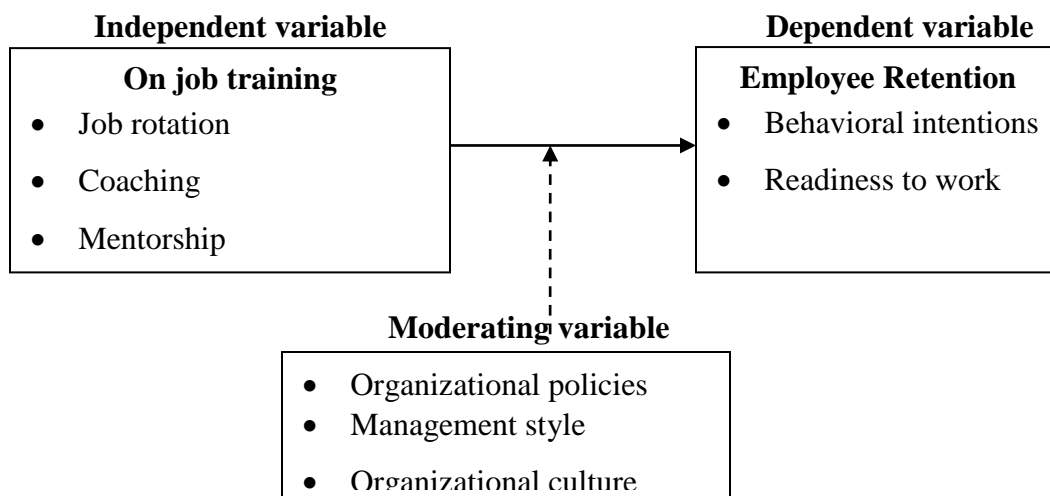 Independent variable
Dependent variable
On job training
• Job rotation
• Coaching
• Mentorship
Employee Retention
• Behavioral intentions
• Readiness to work
Moderating variable
• Organizational policies
• Management style
• Organizational culture